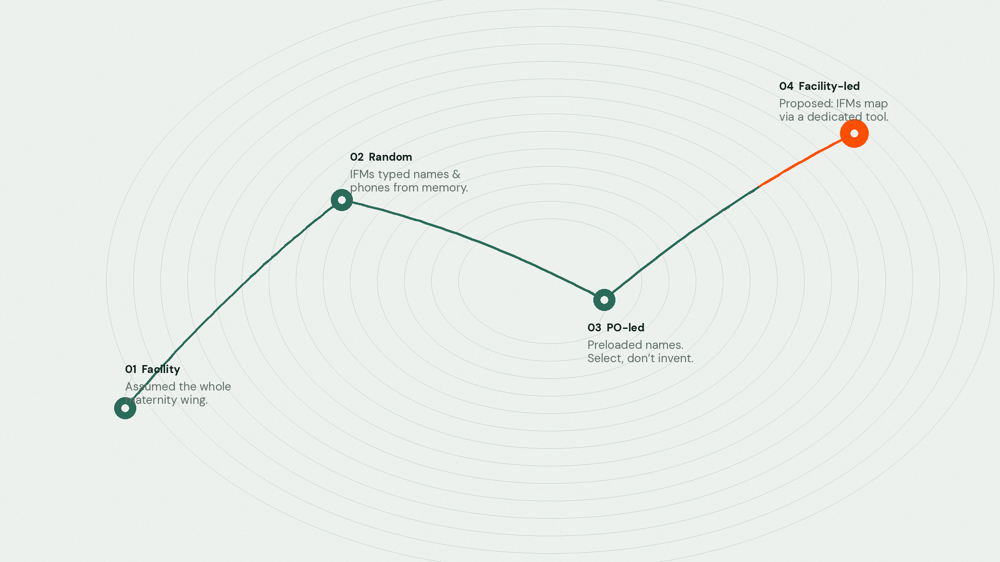 01 Facility
Assumed the whole
maternity wing.
02 Random
IFMs typed names &
phones from memory.
03 PO-led
Preloaded names.
Select, don’t invent.
04 Facility-led
Proposed: IFMs map
via a dedicated tool.